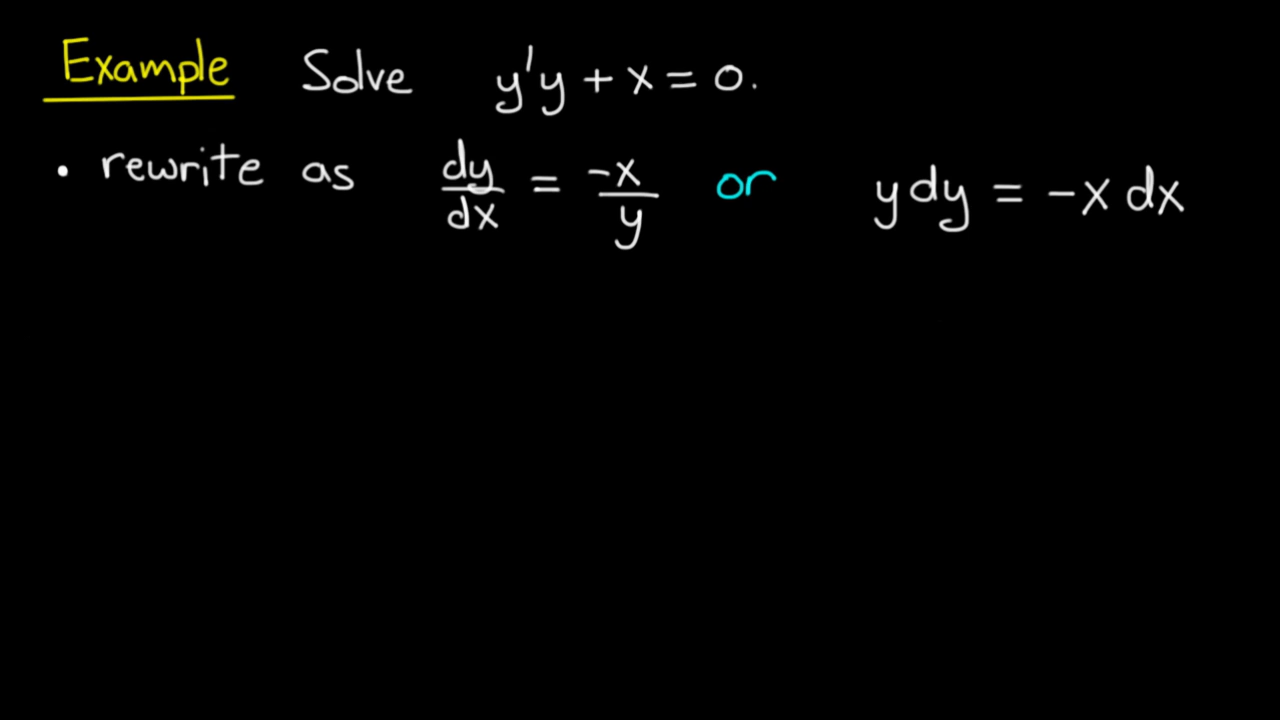 Example Solve y'y + x = 0.
• rewrite as dy/dx = -x/y or y dy = -x dx